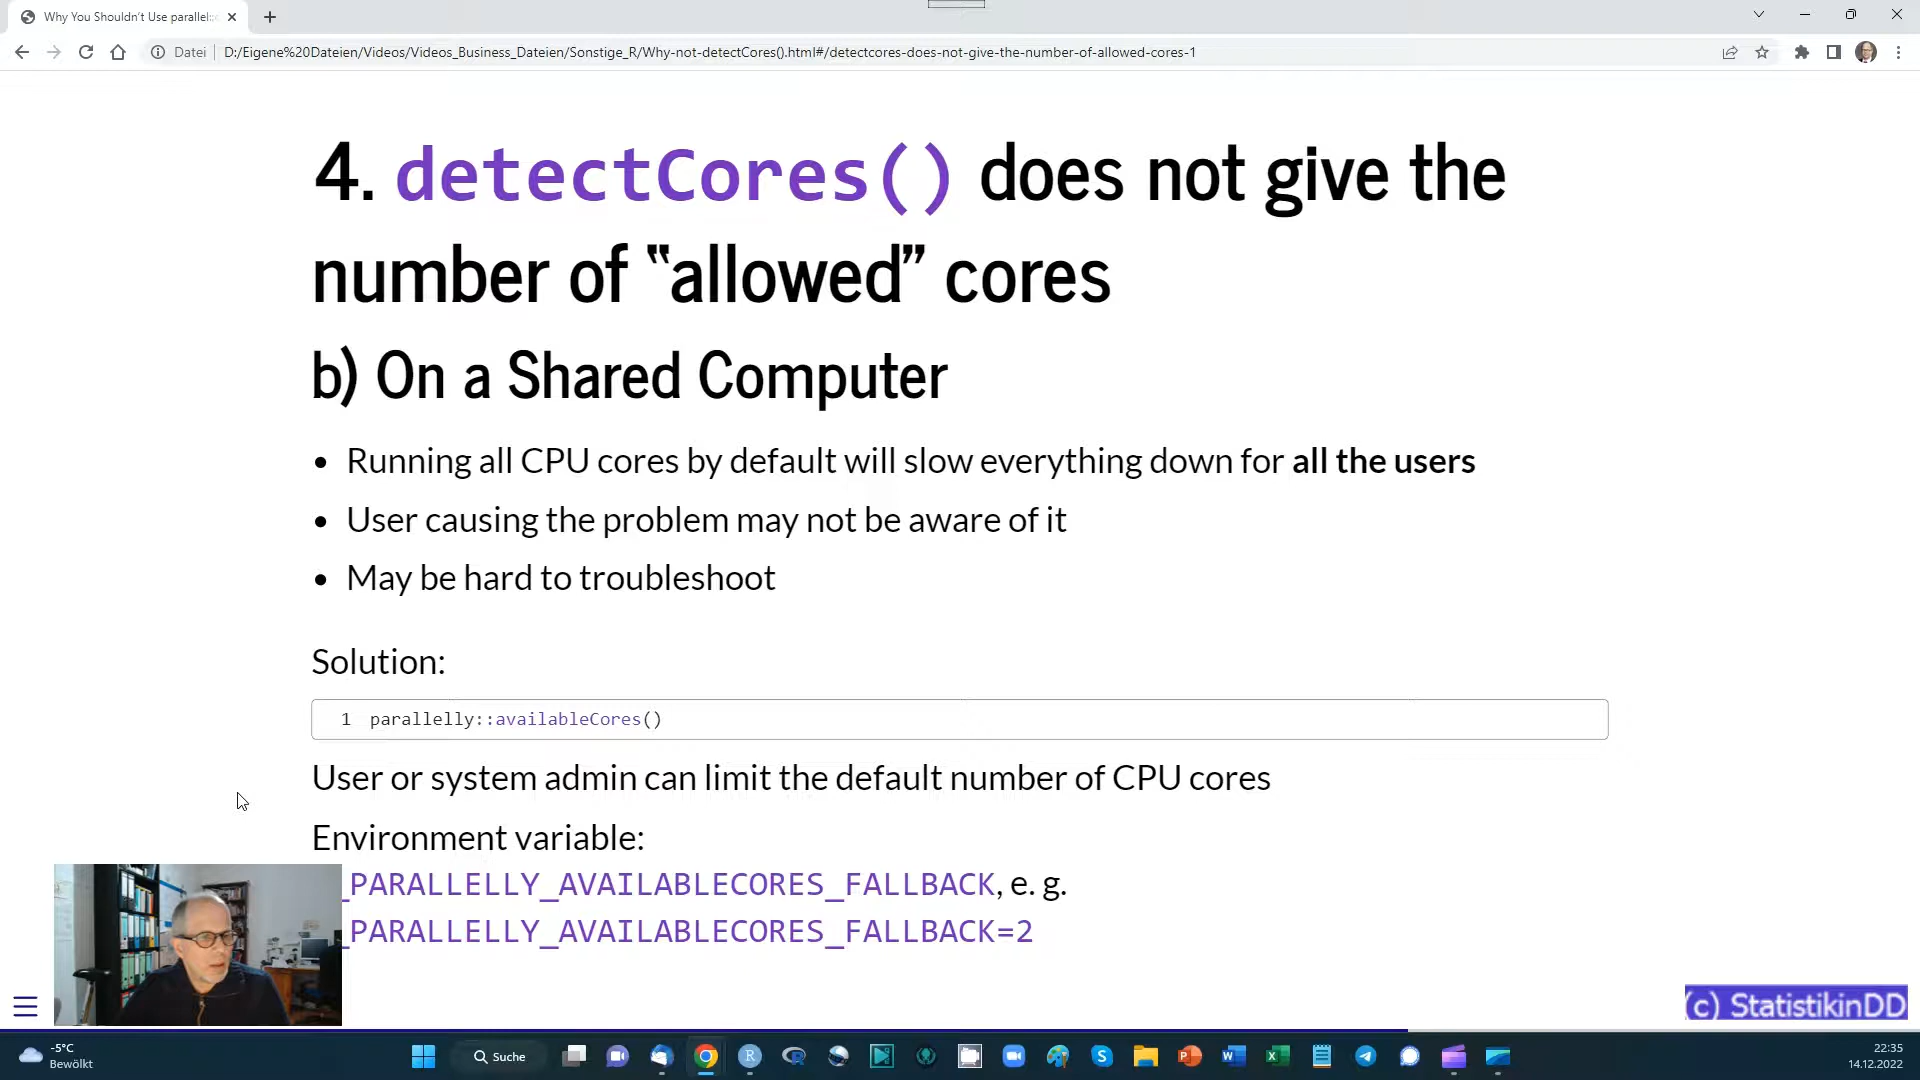 Why You Shouldn't Use parallel::
Datei
D:/Eigene%20Dateien/Videos/Videos_Business_Dateien/Sonstige_R/Why-not-detectCores().html#/detectcores-does-not-give-the-number-of-allowed-cores-1
4. detectCores() does not give the
number of “allowed” cores
b) On a Shared Computer
• Running all CPU cores by default will slow everything down for all the users
• User causing the problem may not be aware of it
• May be hard to troubleshoot
Solution:
1 parallelly::availableCores()
User or system admin can limit the default number of CPU cores
Environment variable:
_PARALLELLY_AVAILABLECORES_FALLBACK, e. g.
_PARALLELLY_AVAILABLECORES_FALLBACK=2
(c) StatistikinDD
-5°C
Bewölkt
Suche
22:35
14.12.2022